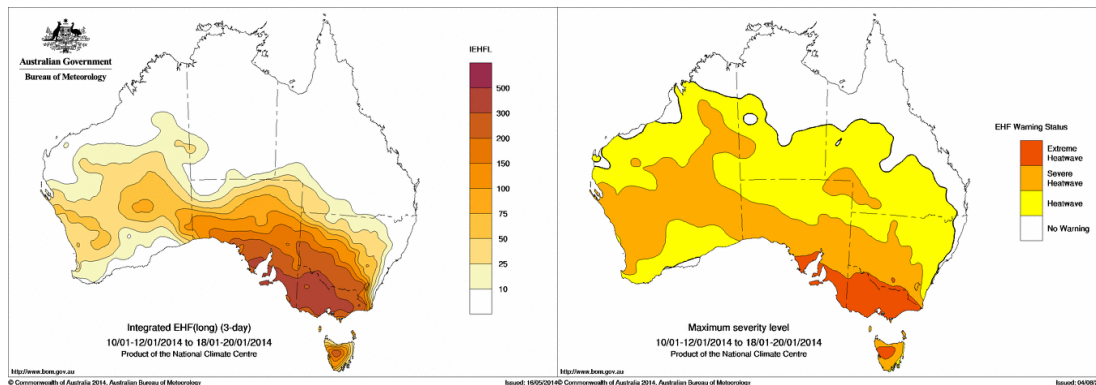 Australian Government
Bureau of Meteorology
IEHFL
500
300
200
150
100
75
50
25
10
Integrated EHF(long) (3-day)
10/01-12/01/2014 to 18/01-20/01/2014
Product of the National Climate Centre
http://www.bom.gov.au
© Commonwealth of Australia 2014, Australian Bureau of Meteorology
Issued: 16/05/2014
EHF Warning Status
Extreme
Heatwave
Severe
Heatwave
Heatwave
No Warning
Maximum severity level
10/01-12/01/2014 to 18/01-20/01/2014
Product of the National Climate Centre
http://www.bom.gov.au
© Commonwealth of Australia 2014, Australian Bureau of Meteorology
Issued: 04/08/